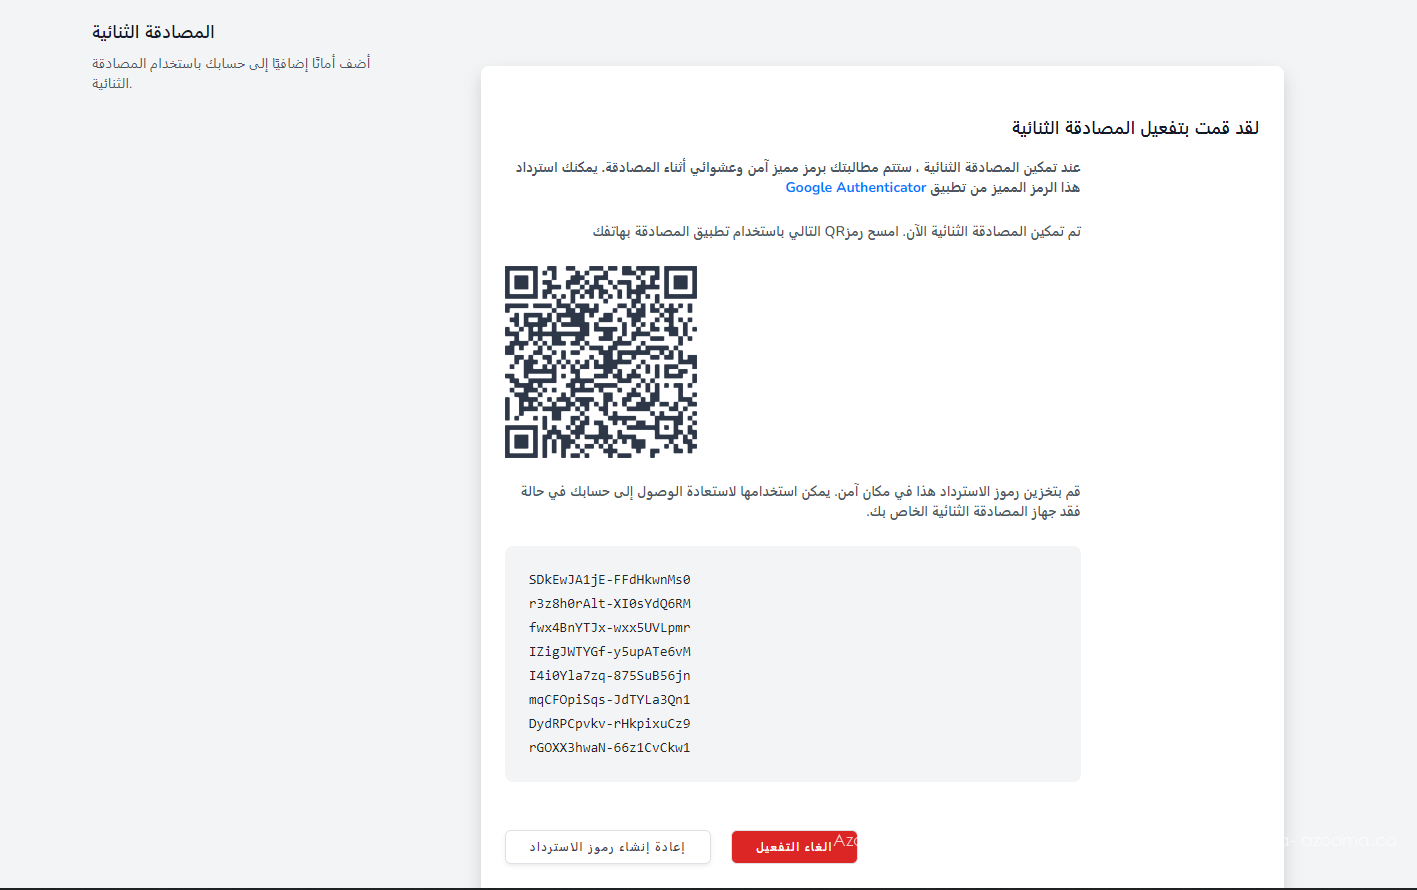 المصادقة الثنائية
أضف أمانًا إضافيًا إلى حسابك باستخدام المصادقة
الثنائية.
لقد قمت بتفعيل المصادقة الثنائية
عند تمكين المصادقة الثنائية ، ستتم مطالبتك برمز مميز آمن وعشوائي أثناء المصادقة. يمكنك استرداد
هذا الرمز المميز من تطبيق Google Authenticator
تم تمكين المصادقة الثنائية الآن. امسح رمزQR التالي باستخدام تطبيق المصادقة بهاتفك
قم بتخزين رموز الاسترداد هذا في مكان آمن. يمكن استخدامها لاستعادة الوصول إلى حسابك في حالة
فقد جهاز المصادقة الثنائية الخاص بك.
SDkEwJA1jE-FFdHkwnMs0
r3z8h0rAlt-XI0sYdQ6RM
fwx4BnYTJx-wxx5UVLpmr
IZigJWTYGf-y5upATe6vM
I4i0Yla7zq-875SuB56jn
mqCFOpiSqs-JdTYLa3Qn1
DydRPCpvkv-rHkpixuCz9
rGOXX3hwaN-66z1CvCkw1
إعادة إنشاء رموز الاسترداد
الغاء التفعيل